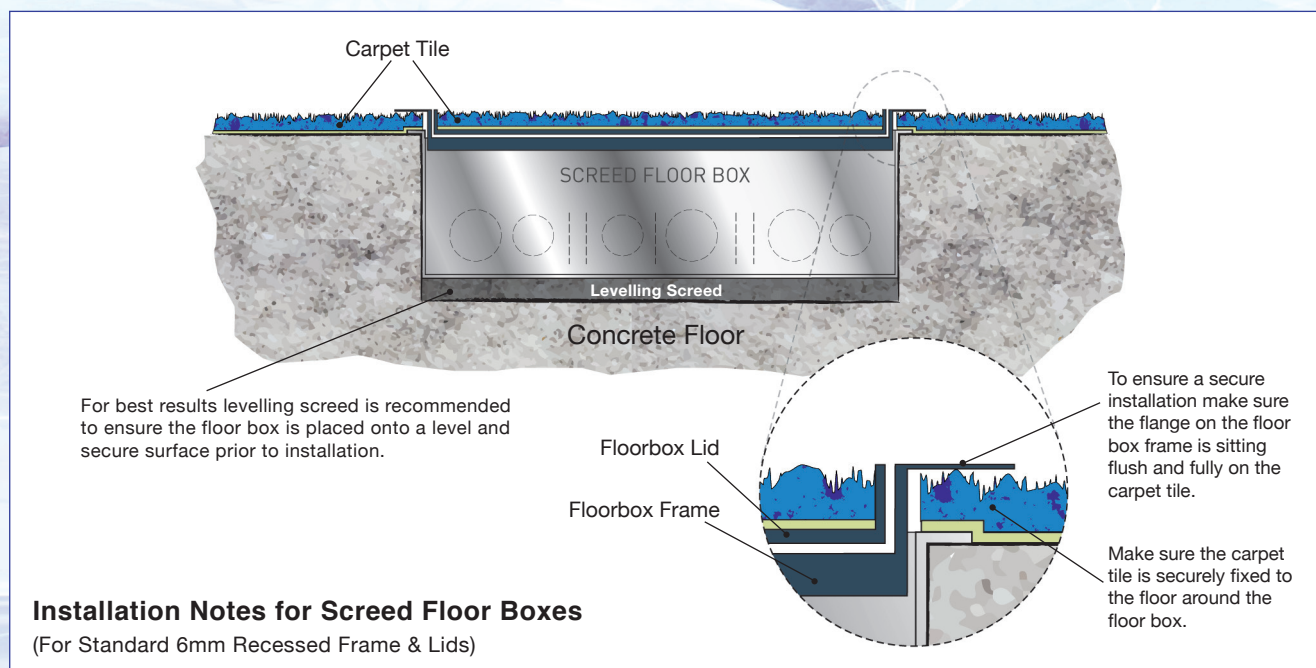 Carpet Tile
SCREED FLOOR BOX
Levelling Screed
Concrete Floor
For best results levelling screed is recommended
to ensure the floor box is placed onto a level and
secure surface prior to installation.
Floorbox Lid
Floorbox Frame
To ensure a secure
installation make sure
the flange on the floor
box frame is sitting
flush and fully on the
carpet tile.
Make sure the carpet
tile is securely fixed to
the floor around the
floor box.
Installation Notes for Screed Floor Boxes
(For Standard 6mm Recessed Frame & Lids)